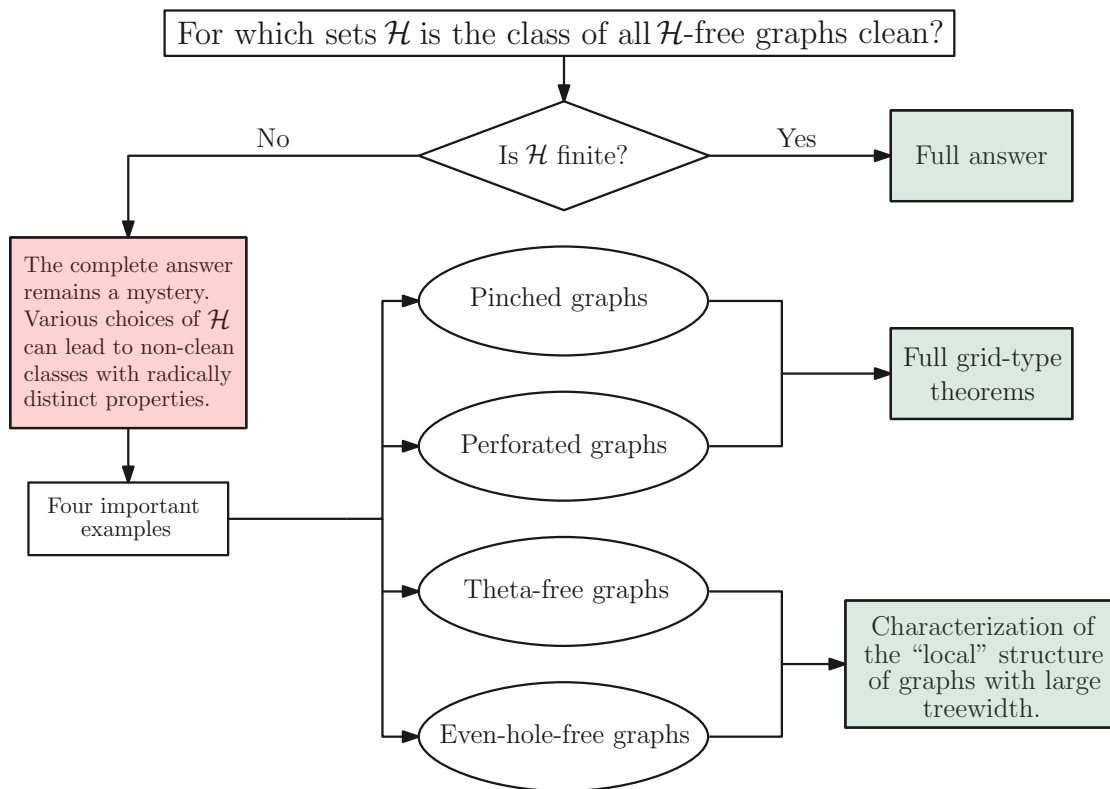 For which sets ℋ is the class of all ℋ-free graphs clean?
No
Is ℋ finite?
Yes
Full answer
The complete answer
remains a mystery.
Various choices of ℋ
can lead to non-clean
classes with radically
distinct properties.
Four important
examples
Pinched graphs
Perforated graphs
Full grid-type
theorems
Theta-free graphs
Even-hole-free graphs
Characterization of
the “local” structure
of graphs with large
treewidth.